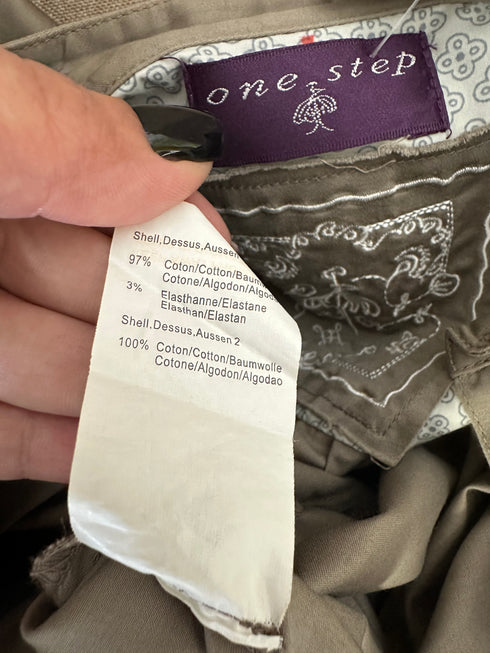 one step
Shell,Dessus,Aussen
97% Coton/Cotton/Baumw
Cotone/Algodon/Algod
3% Elasthanne/Elastane
Elasthan/Elastan
Shell,Dessus,Aussen 2
100% Coton/Cotton/Baumwolle
Cotone/Algodon/Algodao